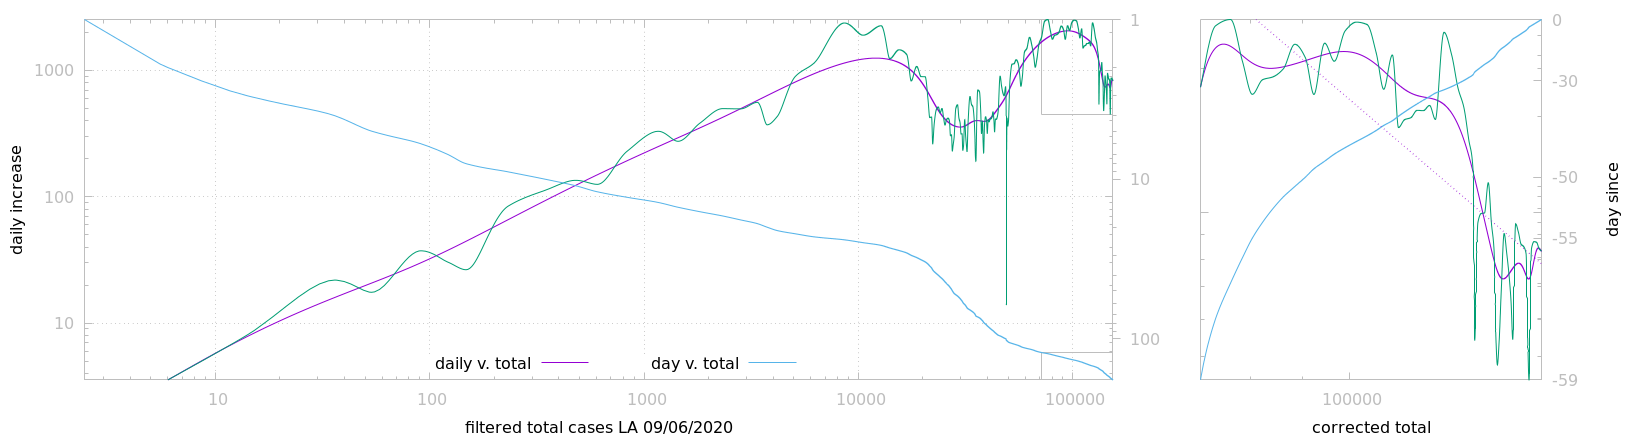 daily increase
1000
100
10
10
100
1000
10000
100000
filtered total cases LA 09/06/2020
daily v. total
day v. total
1
10
100
100000
corrected total
0
-30
-50
-55
-59
day since